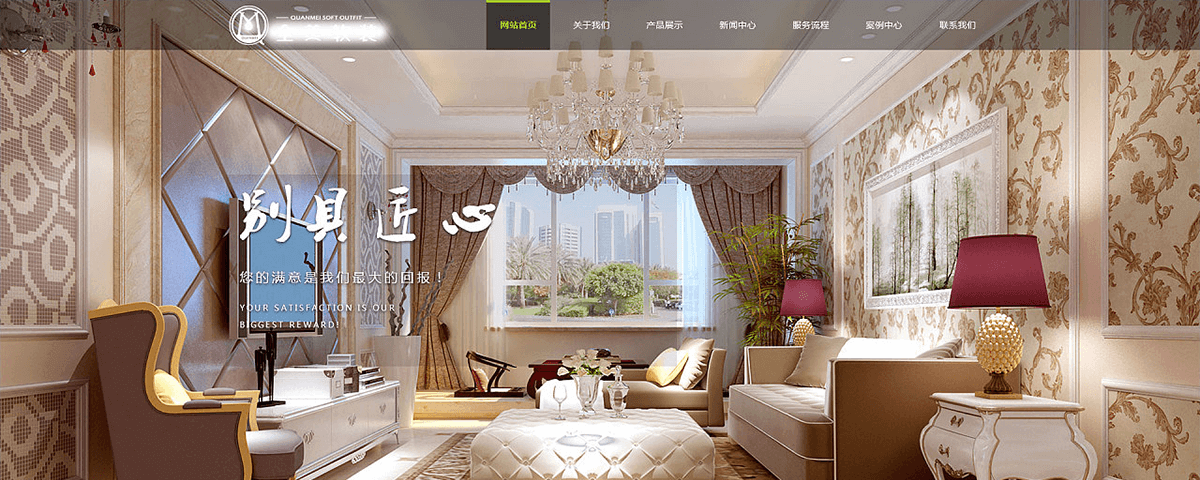 QUANMEI SOFT OUTFIT
网站首页 关于我们 产品展示 新闻中心 服务流程 案例中心 联系我们
别具匠心
您的满意是我们最大的回报！
YOUR SATISFACTION IS OUR
BIGGEST REWARD!